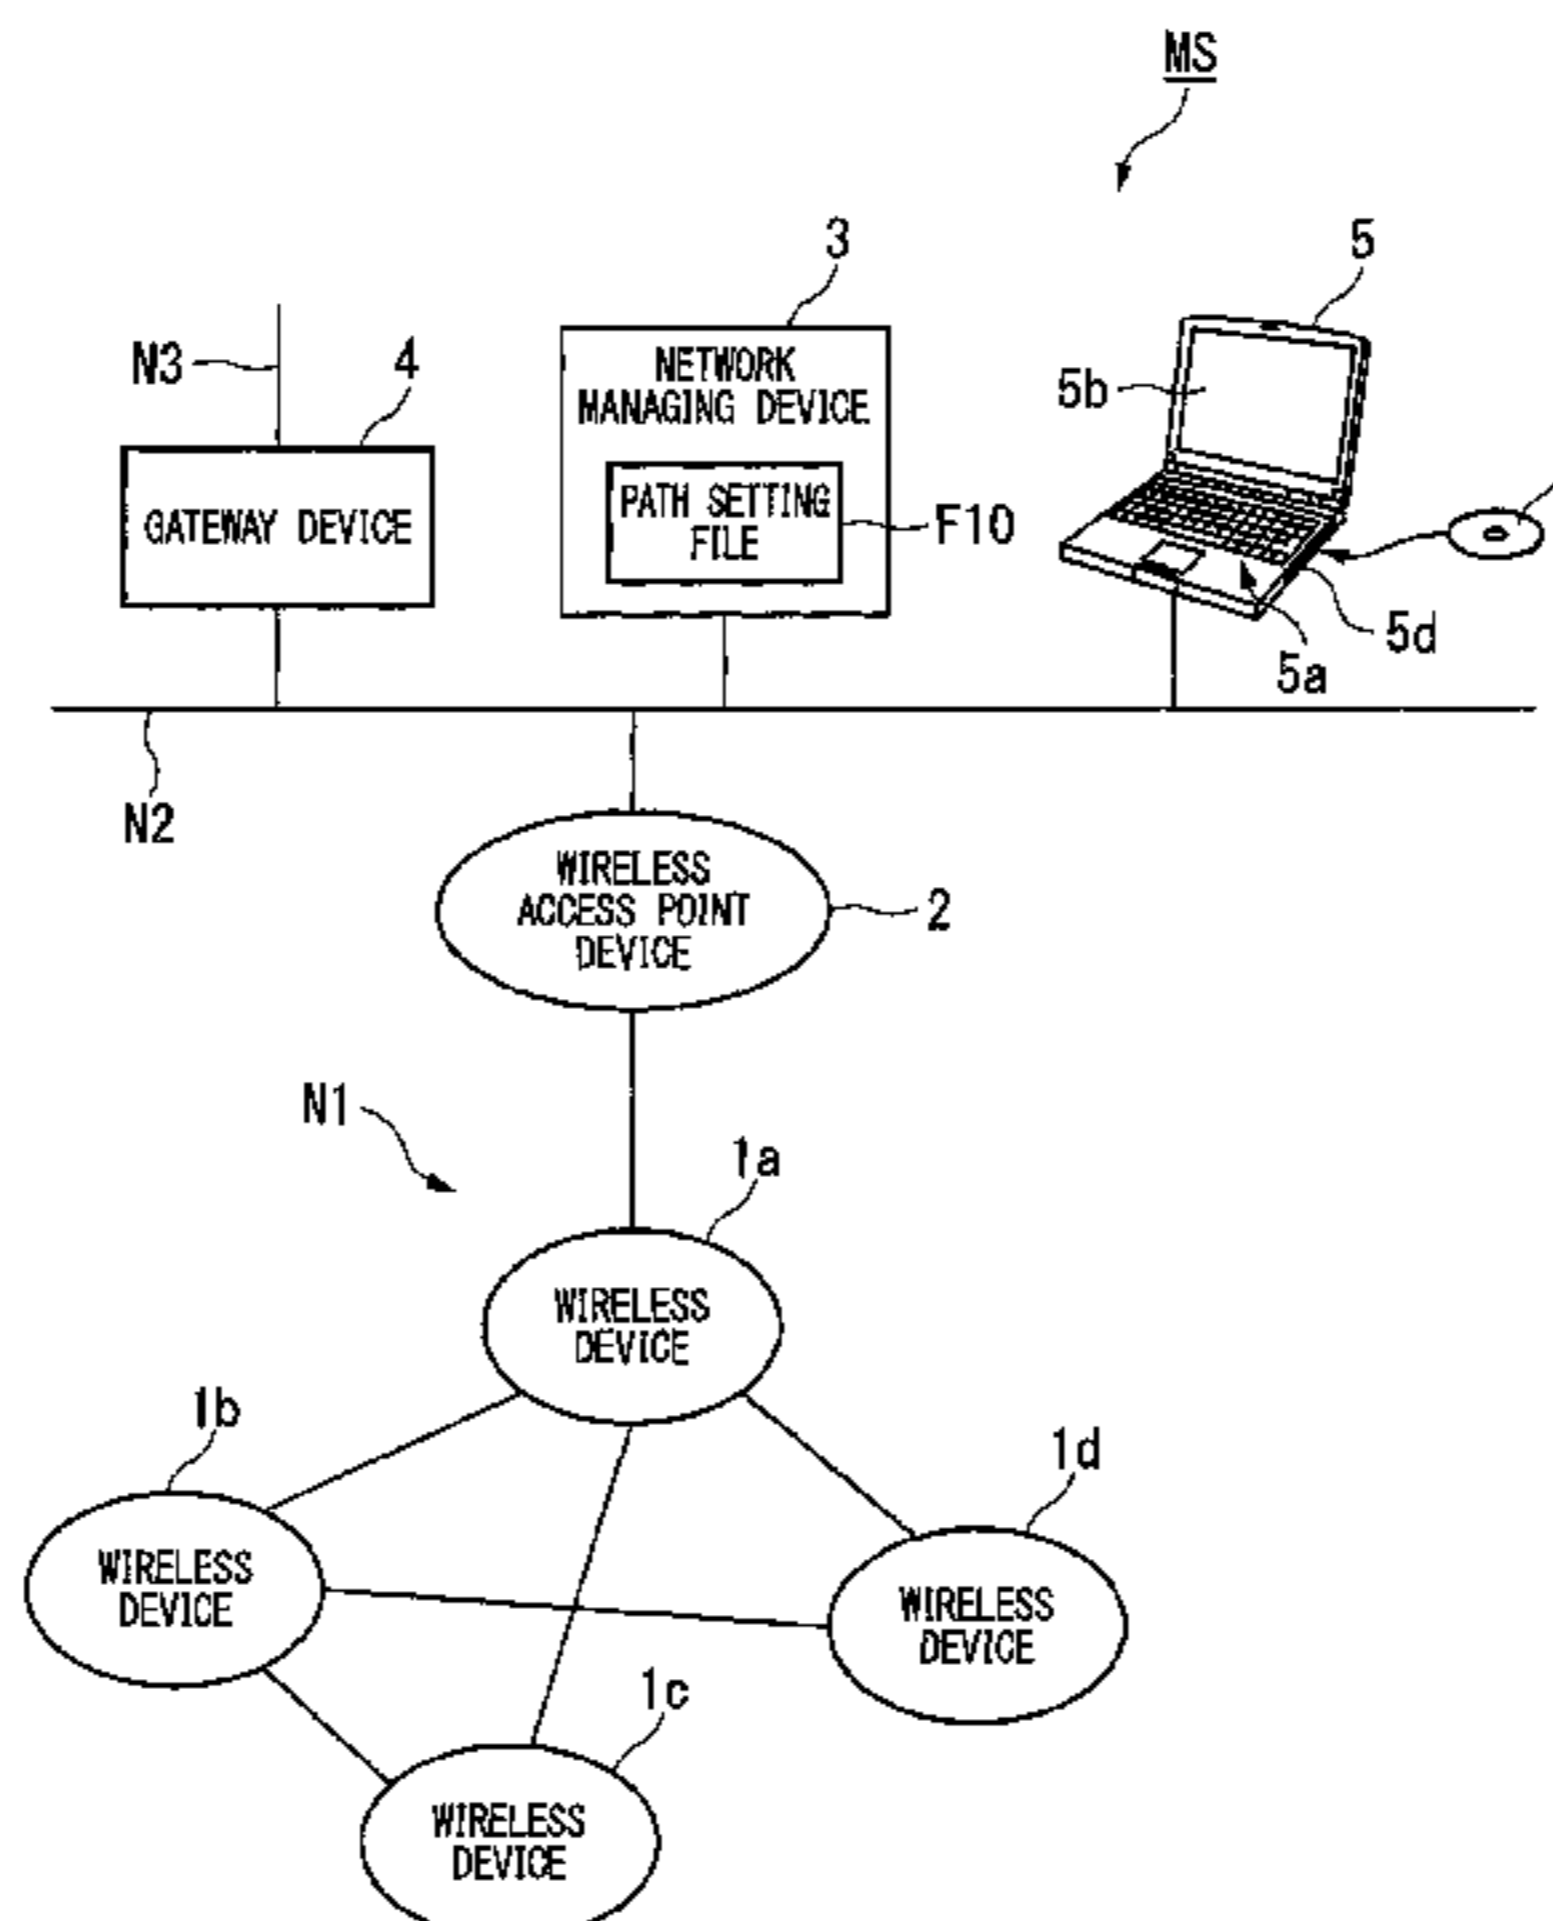 MS
3
5
N3
4
NETWORK
MANAGING DEVICE
5b
GATEWAY DEVICE
PATH SETTING
FILE
F10
5d
5a
N2
WIRELESS
ACCESS POINT
DEVICE
2
N1
1a
WIRELESS
DEVICE
1b
1d
WIRELESS
DEVICE
WIRELESS
DEVICE
1c
WIRELESS
DEVICE